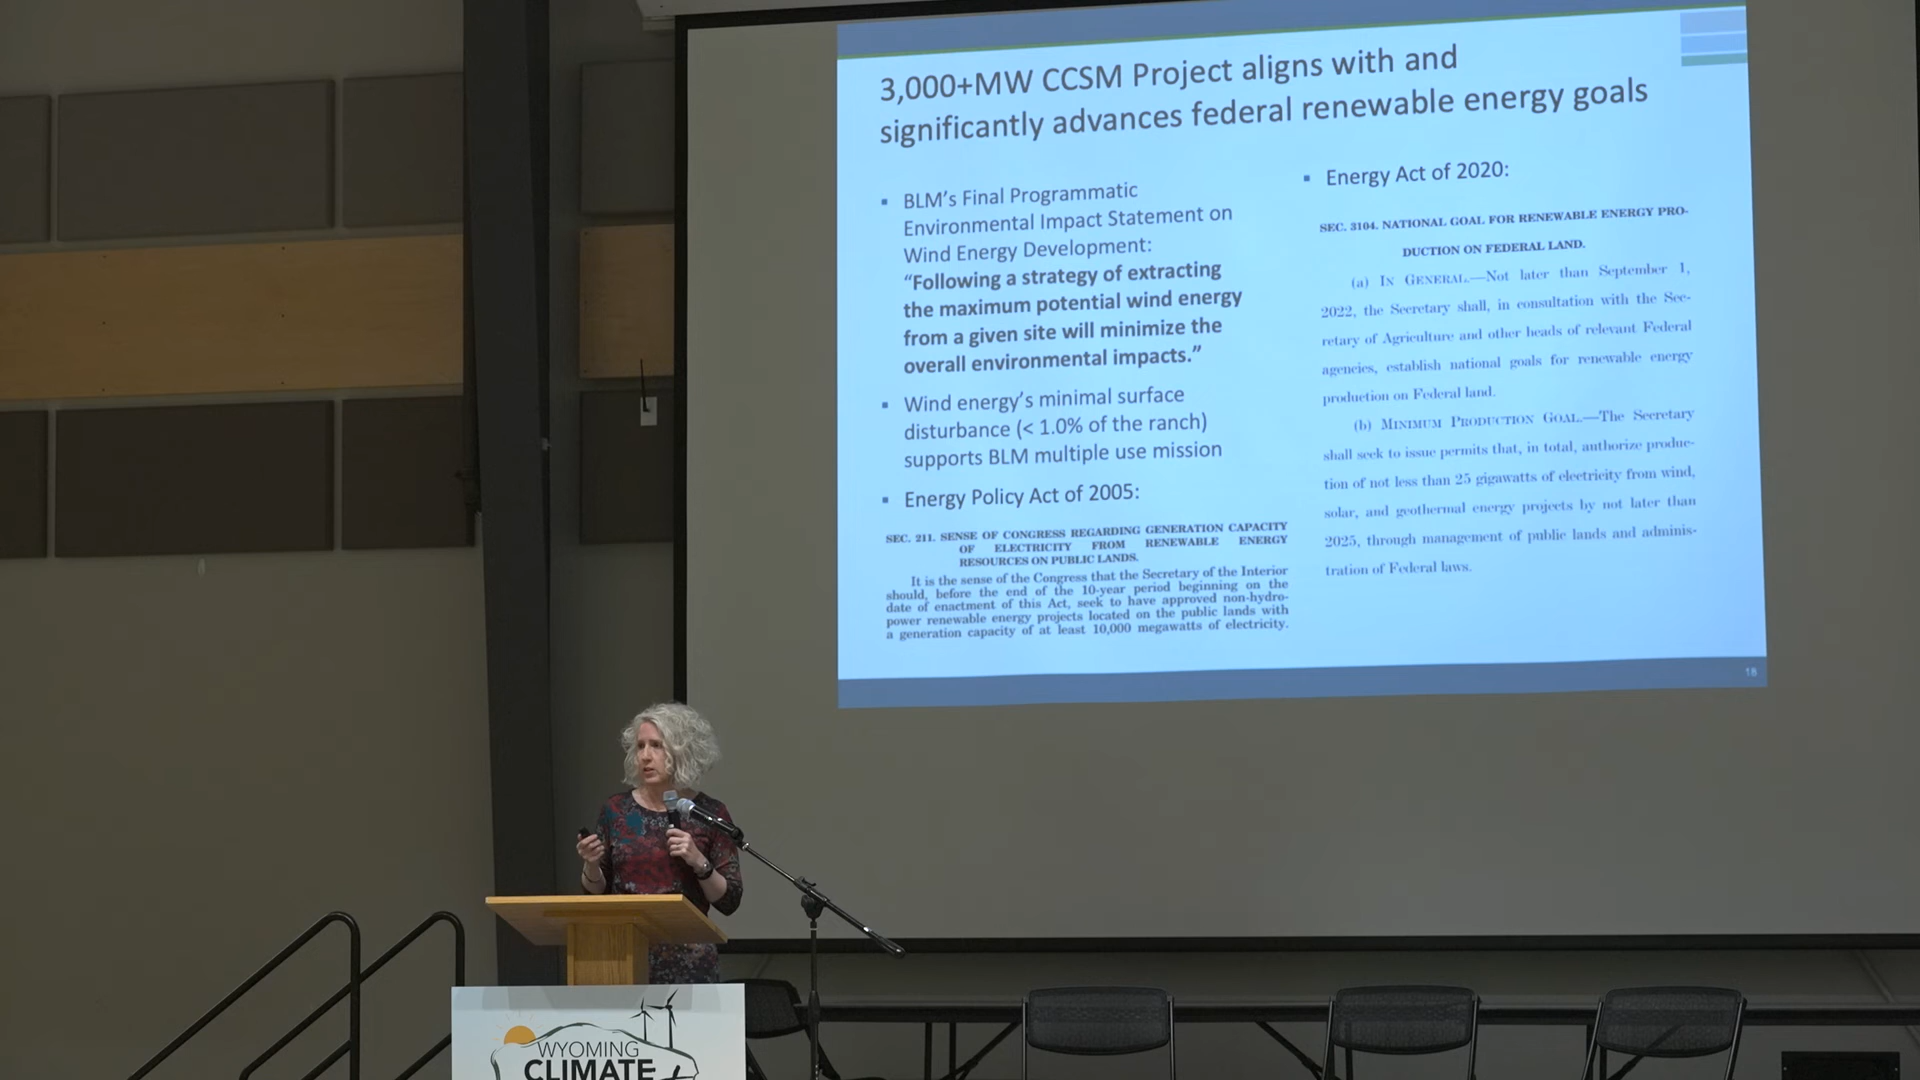 3,000+MW CCSM Project aligns with and
significantly advances federal renewable energy goals
▪ BLM’s Final Programmatic
Environmental Impact Statement on
Wind Energy Development:
“Following a strategy of extracting
the maximum potential wind energy
from a given site will minimize the
overall environmental impacts.”
▪ Wind energy’s minimal surface
disturbance (< 1.0% of the ranch)
supports BLM multiple use mission
▪ Energy Policy Act of 2005:
SEC. 211. SENSE OF CONGRESS REGARDING GENERATION CAPACITY
OF ELECTRICITY FROM RENEWABLE ENERGY
RESOURCES ON PUBLIC LANDS.
It is the sense of the Congress that the Secretary of the Interior
should, before the end of the 10-year period beginning on the
date of enactment of this Act, seek to have approved non-hydro-
power renewable energy projects located on the public lands with
a generation capacity of at least 10,000 megawatts of electricity.
▪ Energy Act of 2020:
SEC. 3104. NATIONAL GOAL FOR RENEWABLE ENERGY PRO-
DUCTION ON FEDERAL LAND.
(a) IN GENERAL.—Not later than September 1,
2022, the Secretary shall, in consultation with the Sec-
retary of Agriculture and other heads of relevant Federal
agencies, establish national goals for renewable energy
production on Federal land.
(b) MINIMUM PRODUCTION GOAL.—The Secretary
shall seek to issue permits that, in total, authorize produc-
tion of not less than 25 gigawatts of electricity from wind,
solar, and geothermal energy projects by not later than
2025, through management of public lands and adminis-
tration of Federal laws.
18
WYOMING
CLIMATE